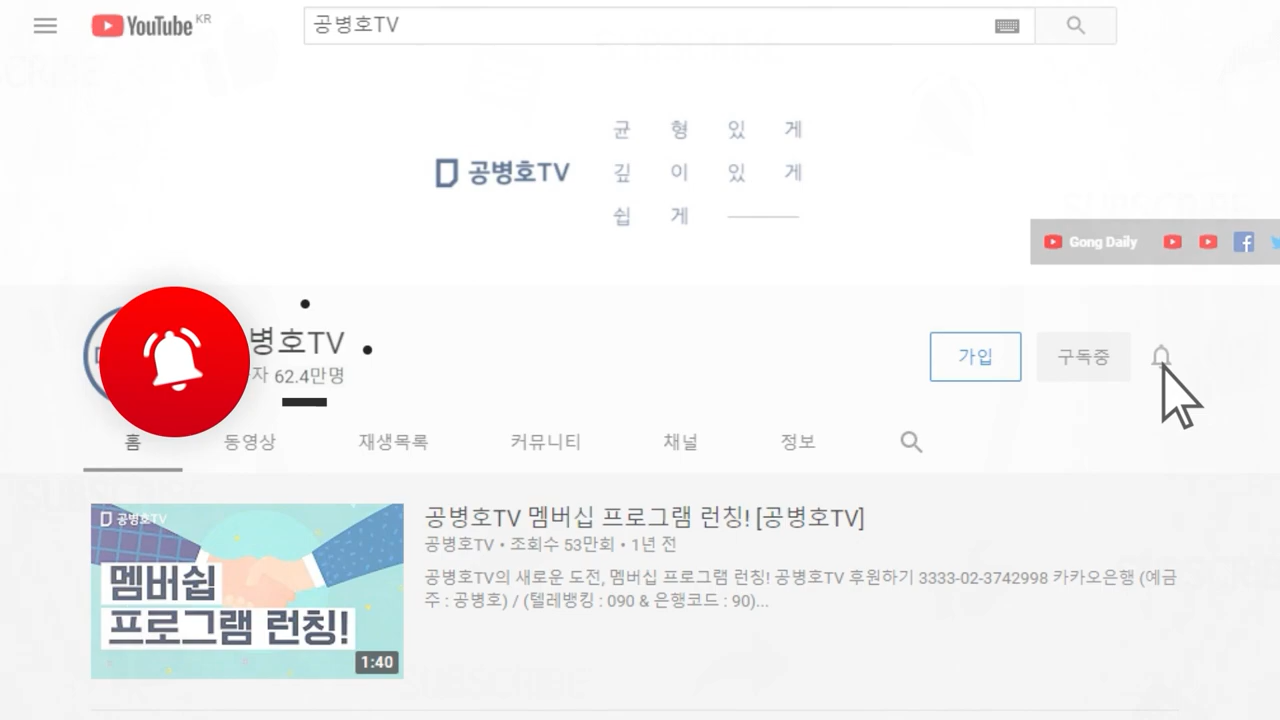 YouTube KR
공병호TV
균 형 있 게
공병호TV
깊 이 있 게
쉽 게
Gong Daily
병호TV
자 62.4만명
가입
구독중
홈
동영상
재생목록
커뮤니티
채널
정보
공병호TV
멤버쉽
프로그램 런칭!
1:40
공병호TV 멤버십 프로그램 런칭! [공병호TV]
공병호TV • 조회수 53만회 • 1년 전
공병호TV의 새로운 도전, 멤버십 프로그램 런칭! 공병호TV 후원하기 3333-02-3742998 카카오은행 (예금
주 : 공병호) / (텔레뱅킹 : 090 & 은행코드 : 90)...
SUBSCRIBE